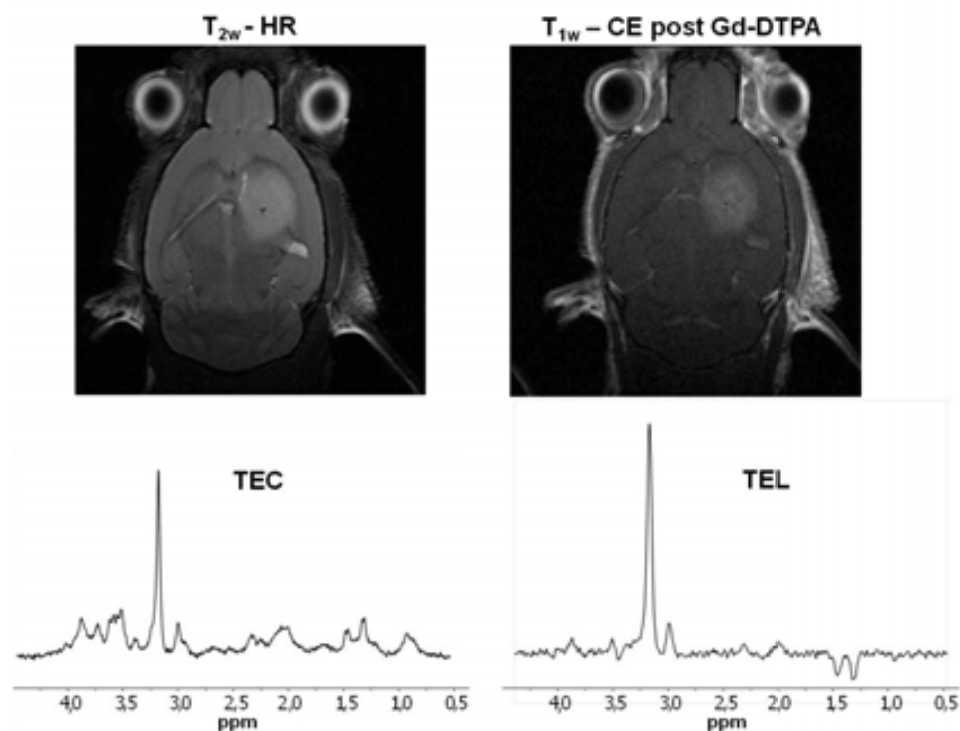 T2w - HR
T1w – CE post Gd-DTPA
TEC
TEL
4,0 3,5 3,0 2,5 2,0 1,5 1,0 0,5
ppm
4,0 3,5 3,0 2,5 2,0 1,5 1,0 0,5
ppm